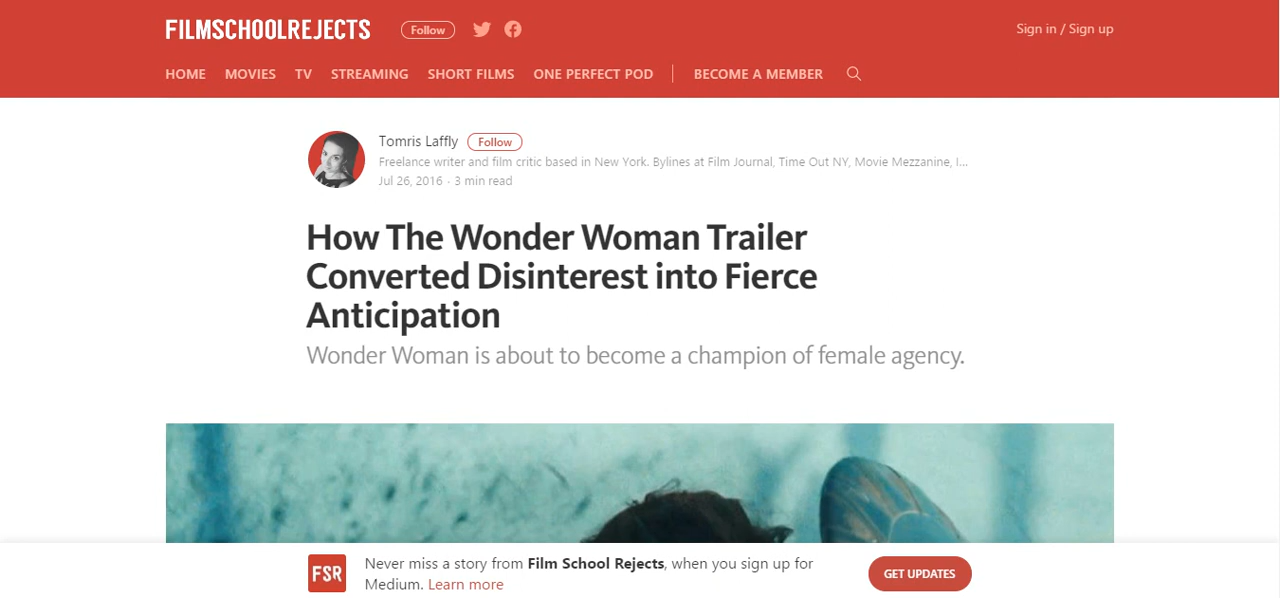 FILMSCHOOLREJECTS
Follow
Sign in / Sign up
HOME MOVIES TV STREAMING SHORT FILMS ONE PERFECT POD BECOME A MEMBER
Tomris Laffly Follow
Freelance writer and film critic based in New York. Bylines at Film Journal, Time Out NY, Movie Mezzanine, I...
Jul 26, 2016 · 3 min read
How The Wonder Woman Trailer
Converted Disinterest into Fierce
Anticipation
Wonder Woman is about to become a champion of female agency.
FSR
Never miss a story from Film School Rejects, when you sign up for
Medium. Learn more
GET UPDATES